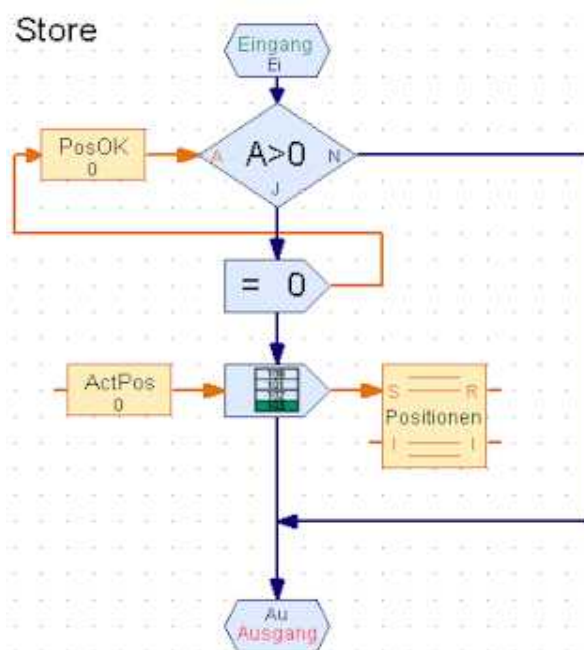 Store
Eingang
Ei
PosOK
0
A
A>0
N
J
= 0
ActPos
0
S
R
Positionen
I
I
Au
Ausgang